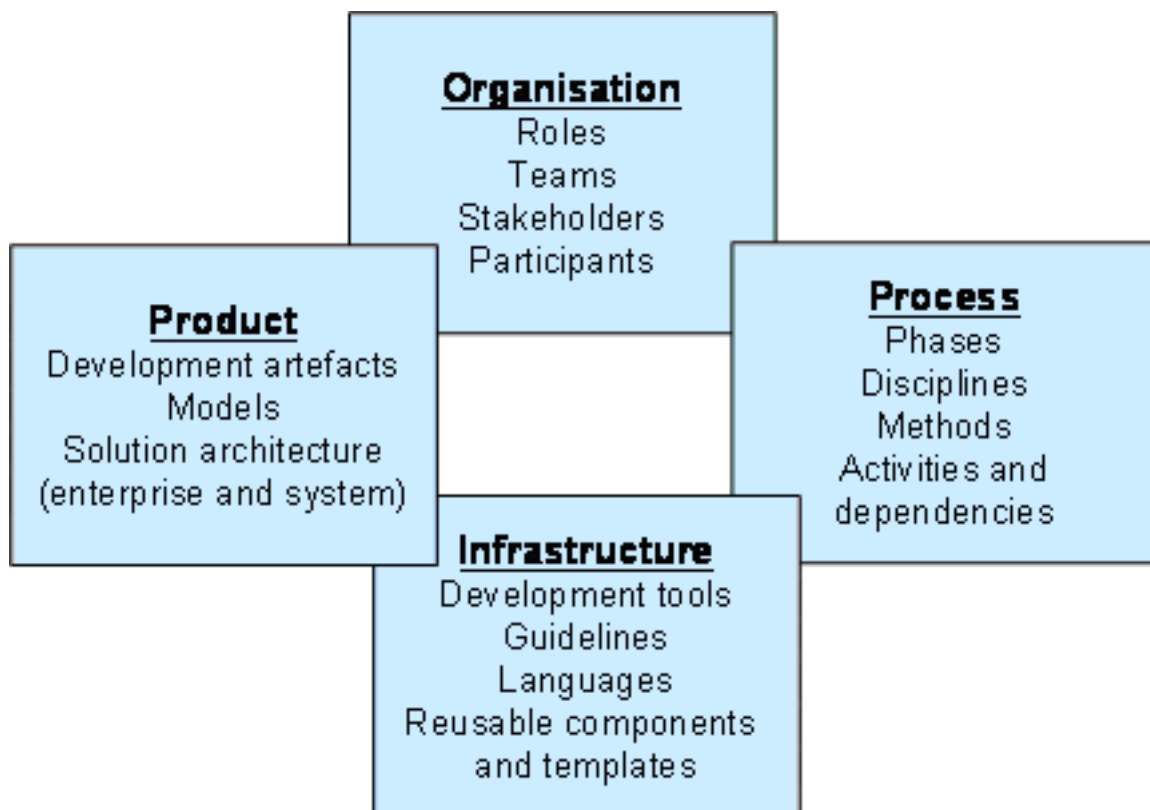 Organisation
Roles
Teams
Stakeholders
Participants
Product
Development artefacts
Models
Solution architecture
(enterprise and system)
Process
Phases
Disciplines
Methods
Activities and
dependencies
Infrastructure
Development tools
Guidelines
Languages
Reusable components
and templates